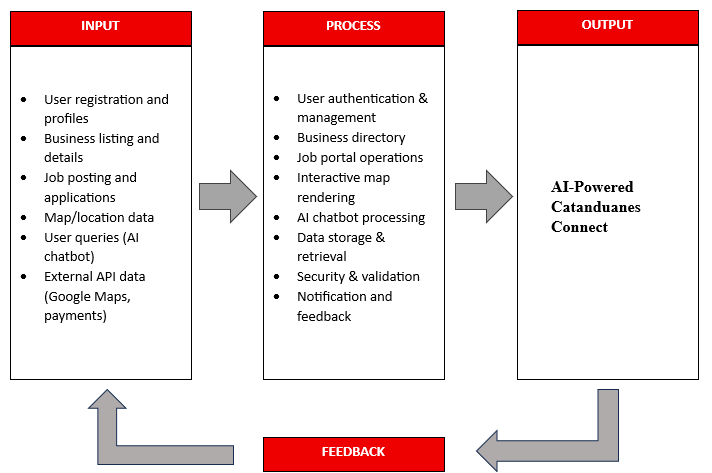 INPUT
• User registration and
profiles
• Business listing and
details
• Job posting and
applications
• Map/location data
• User queries (AI
chatbot)
• External API data
(Google Maps,
payments)
PROCESS
• User authentication &
management
• Business directory
• Job portal operations
• Interactive map
rendering
• AI chatbot processing
• Data storage &
retrieval
• Security & validation
• Notification and
feedback
OUTPUT
AI-Powered
Catanduanes
Connect
FEEDBACK